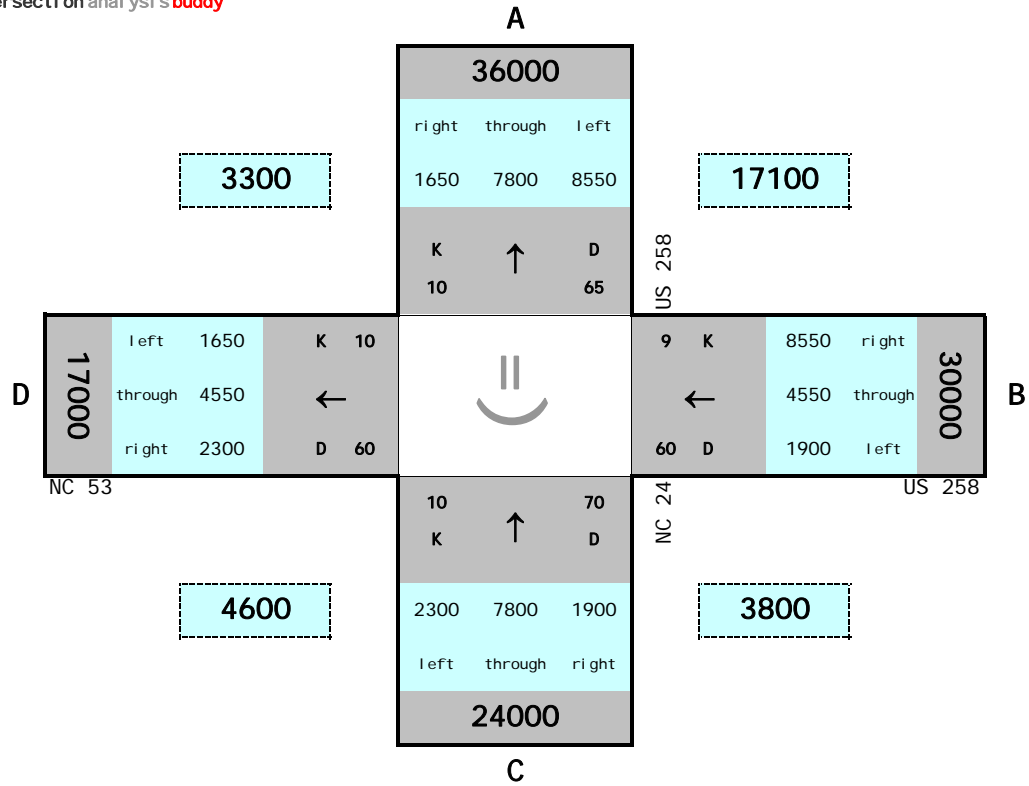 analysis buddy
A
36000
right through left
3300
1650 7800 8550
17100
K D
10 65
US 258
left 1650 K 10
9 K 8550 right
D 17000 through 4550
4550 through 30000 B
right 2300 D 60
60 D 1900 left
NC 53
US 258
10 70
NC 24
K D
4600
2300 7800 1900
3800
left through right
24000
C